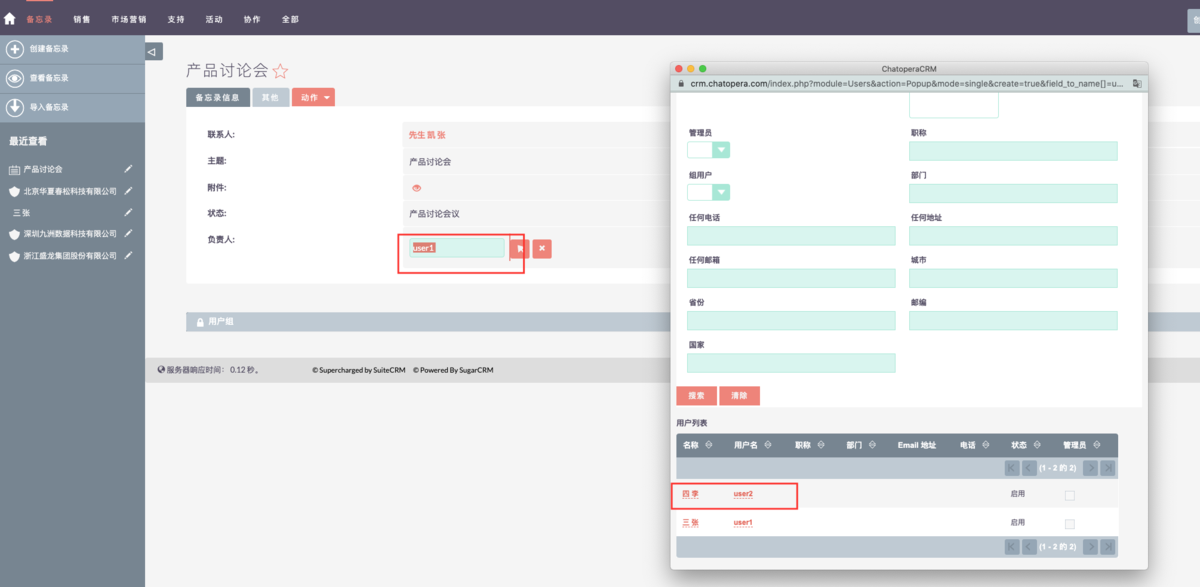 备忘录 销售 市场营销 支持 活动 协作 全部
创建备忘录
查看备忘录
导入备忘录
最近查看
产品讨论会
北京华夏春松科技有限公司
三 张
深圳九洲数据科技有限公司
浙江盛龙集团股份有限公司
产品讨论会
备忘录信息 其他 动作
联系人: 先生 凯 张
主题: 产品讨论会
附件:
状态: 产品讨论会议
负责人: user1
用户组
服务器响应时间: 0.12 秒。 © Supercharged by SuiteCRM © Powered By SugarCRM
ChatoperaCRM
crm.chatopera.com/index.php?module=Users&action=Popup&mode=single&create=true&field_to_name[]=u...
管理员 职称
组用户 部门
任何电话 任何地址
任何邮箱 城市
省份 邮编
国家
搜索 清除
用户列表
名称 用户名 职称 部门 Email 地址 电话 状态 管理员
(1 - 2 的 2)
四 李 user2 启用
三 张 user1 启用
(1 - 2 的 2)